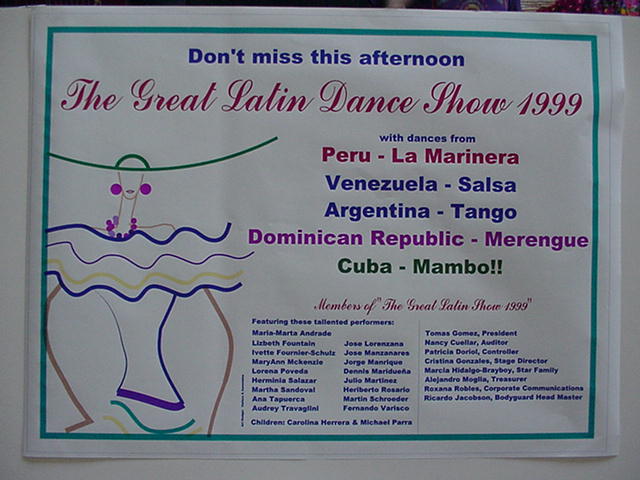 Don't miss this afternoon
The Great Latin Dance Show 1999
with dances from
Peru - La Marinera
Venezuela - Salsa
Argentina - Tango
Dominican Republic - Merengue
Cuba - Mambo!!
Members of "The Great Latin Show 1999"
Featuring these tallented performers:
Maria-Marta Andrade
Lizbeth Fountain
Ivette Fournier-Schulz
MaryAnn Mckenzie
Lorena Poveda
Herminia Salazar
Martha Sandoval
Ana Tapuerca
Audrey Travaglini
Jose Lorenzana
Jose Manzanares
Jorge Manrique
Dennis Maridueña
Julio Martinez
Heriberto Rosario
Martin Schroeder
Fernando Varisco
Children: Carolina Herrera & Michael Parra
Tomas Gomez, President
Nancy Cuellar, Auditor
Patricia Doriol, Controller
Cristina Gonzales, Stage Director
Marcia Hidalgo-Brayboy, Star Family
Alejandro Moglia, Treasurer
Roxana Robles, Corporate Communications
Ricardo Jacobson, Bodyguard Head Master